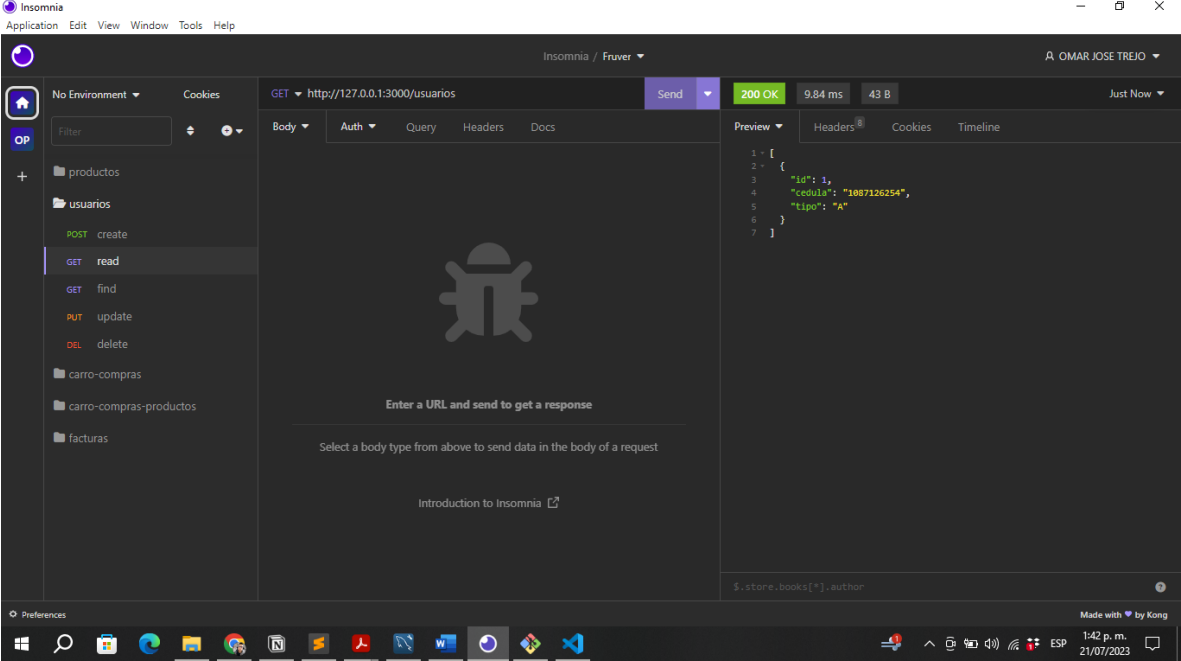 Insomnia
Application Edit View Window Tools Help
Insomnia / Fruver
OMAR JOSE TREJO
No Environment
Cookies
GET http://127.0.0.1:3000/usuarios
Send
200 OK
9.84 ms
43 B
Just Now
Filter
OP
Body
Auth
Query
Headers
Docs
Preview
Headers 8
Cookies
Timeline
productos
usuarios
POST create
GET read
GET find
PUT update
DEL delete
carro-compras
carro-compras-productos
facturas
Enter a URL and send to get a response
Select a body type from above to send data in the body of a request
Introduction to Insomnia
1 [
2 {
3 "id": 1,
4 "cedula": "1087126254",
5 "tipo": "A"
6 }
7 ]
$.store.books[*].author
Preferences
Made with by Kong
ESP
1:42 p. m.
21/07/2023